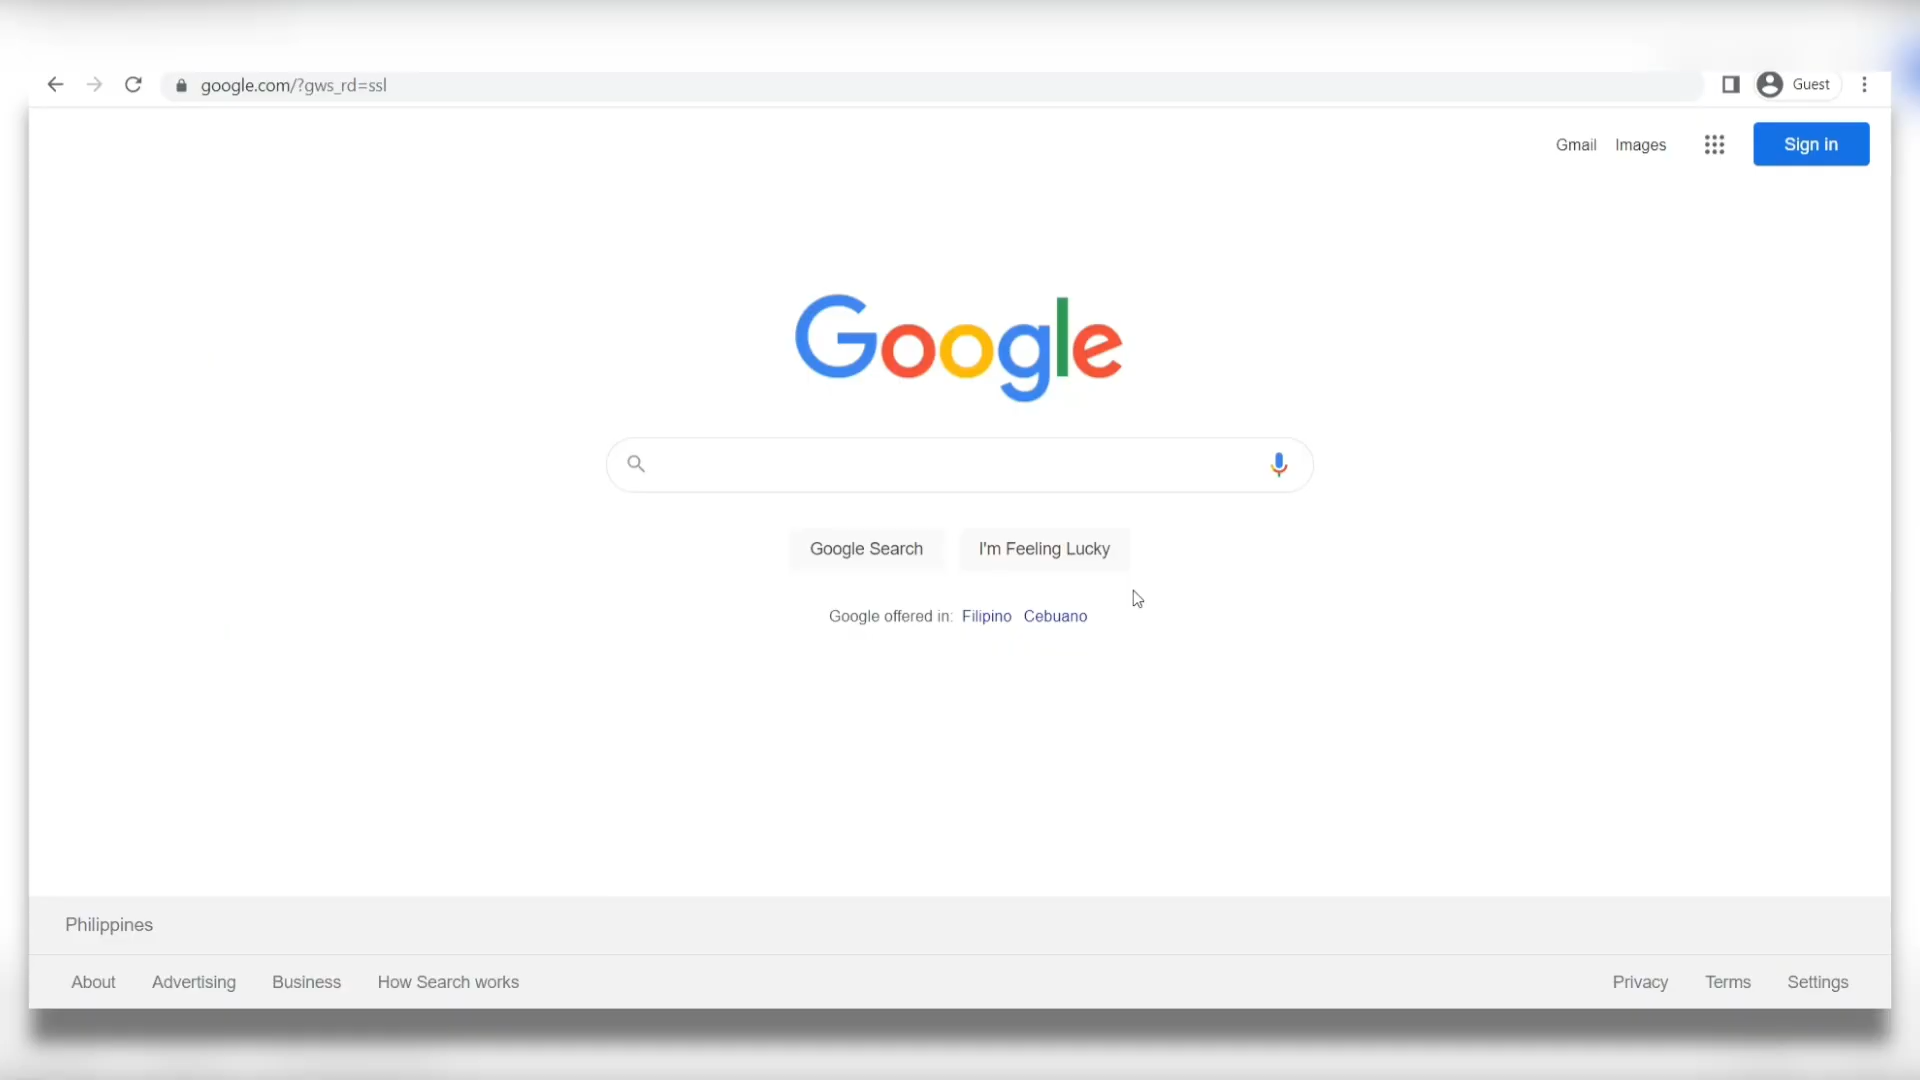 google.com/?gws_rd=ssl
Guest
Gmail Images
Sign in
Google
Google Search I'm Feeling Lucky
Google offered in: Filipino Cebuano
Philippines
About Advertising Business How Search works Privacy Terms Settings